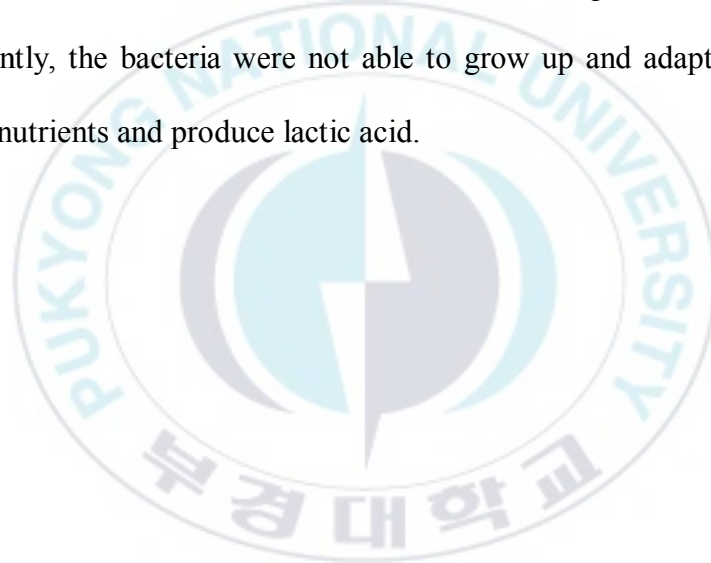 ntly, the bacteria were not able to grow up and adapt
nutrients and produce lactic acid.
PUKYONG NATIONAL UNIVERSITY
부경대학교